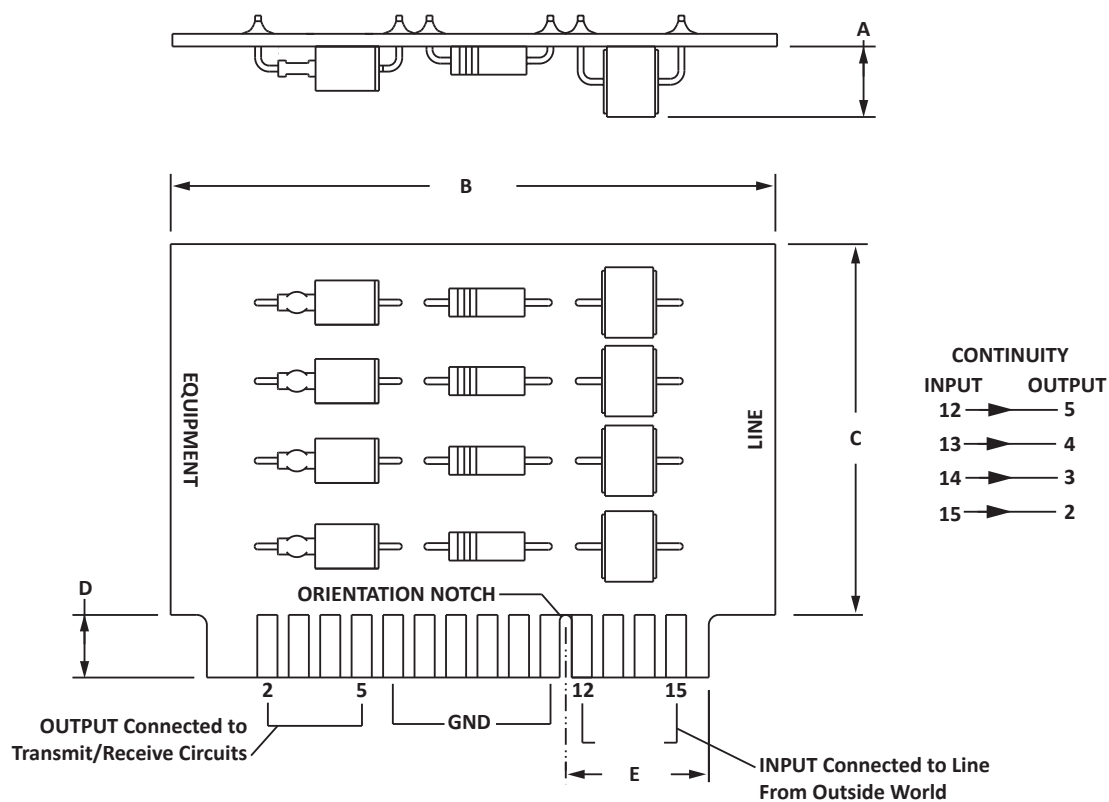 A
B
EQUIPMENT
LINE
C
CONTINUITY
INPUT OUTPUT
12 5
13 4
14 3
15 2
D
ORIENTATION NOTCH
2 5 12 15
GND
OUTPUT Connected to
Transmit/Receive Circuits
E
INPUT Connected to Line
From Outside World